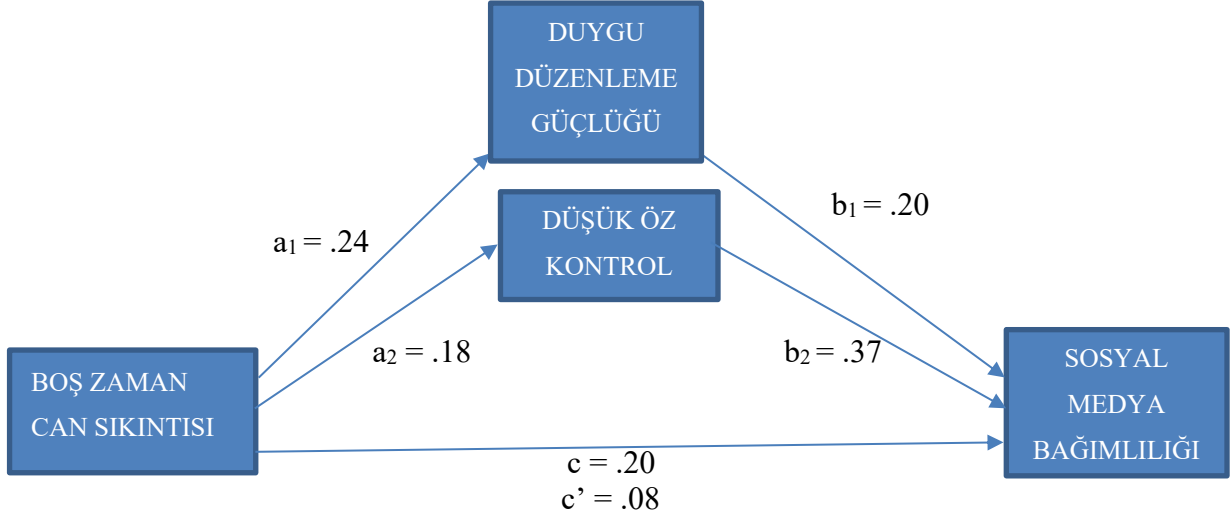 DUYGU
DÜZENLEME
GÜÇLÜĞÜ
b₁ = .20
DÜŞÜK ÖZ
KONTROL
a₁ = .24
a₂ = .18
b₂ = .37
BOŞ ZAMAN
CAN SIKINTISI
SOSYAL
MEDYA
BAĞIMLILIĞI
c = .20
c’ = .08